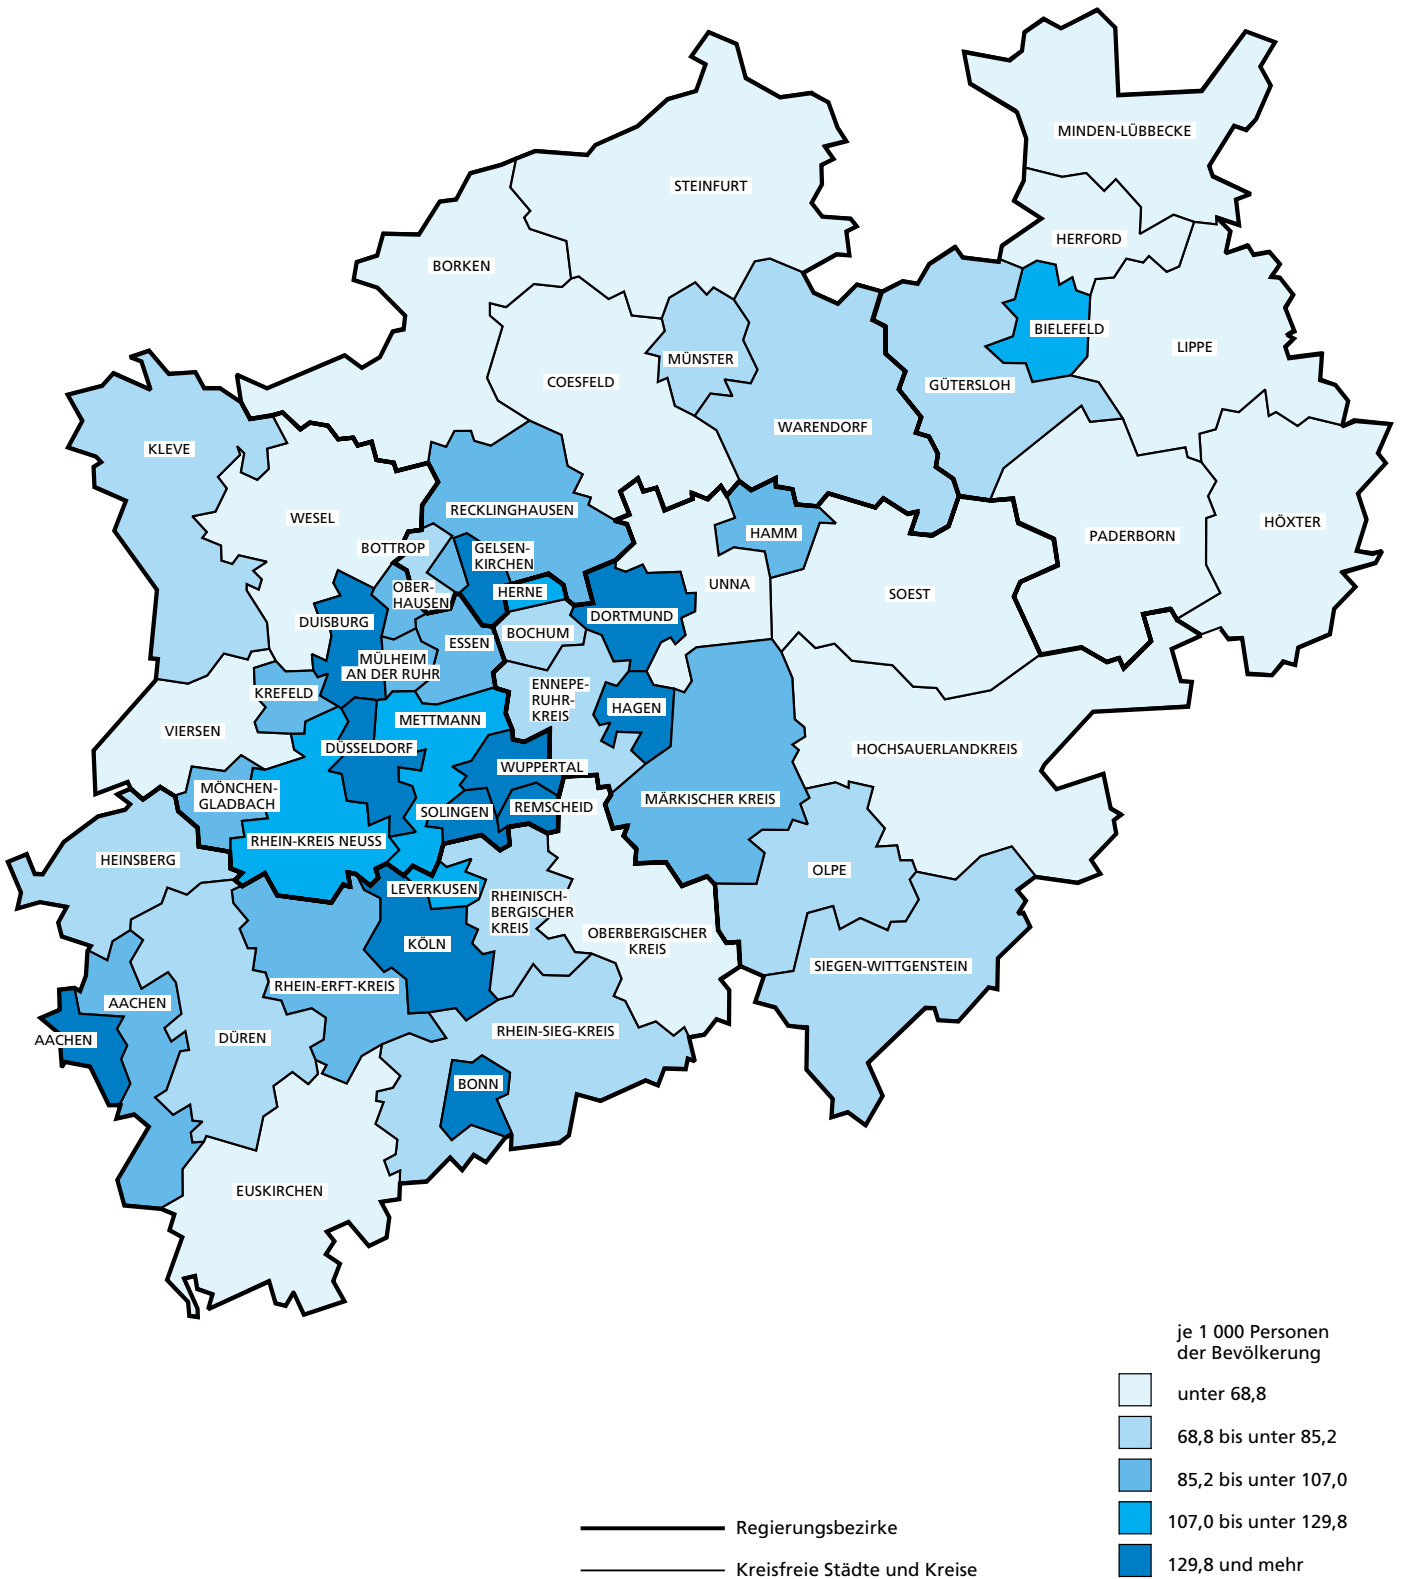 MINDEN-LÜBBECKE
STEINFURT
HERFORD
BORKEN
BIELEFELD
LIPPE
MÜNSTER
COESFELD
GÜTERSLOH
WARENDORF
KLEVE
RECKLINGHAUSEN
WESEL
HÖXTER
HAMM
PADERBORN
BOTTROP
GELSEN-
KIRCHEN
UNNA
OBER-
HAUSEN
HERNE
SOEST
DORTMUND
DUISBURG
BOCHUM
ESSEN
MÜLHEIM
AN DER RUHR
KREFELD
ENNEPE-
RUHR-
KREIS
HAGEN
METTMANN
VIERSEN
DÜSSELDORF
HOCHSAUERLANDKREIS
WUPPERTAL
MÖNCHEN-
GLADBACH
MÄRKISCHER KREIS
REMSCHEID
SOLINGEN
RHEIN-KREIS NEUSS
HEINSBERG
OLPE
LEVERKUSEN
RHEINISCH-
BERGISCHER
KREIS
OBERBERGISCHER
KREIS
KÖLN
SIEGEN-WITTGENSTEIN
RHEIN-ERFT-KREIS
AACHEN
RHEIN-SIEG-KREIS
AACHEN
DÜREN
BONN
EUSKIRCHEN
je 1 000 Personen
der Bevölkerung
unter 68,8
68,8 bis unter 85,2
85,2 bis unter 107,0
107,0 bis unter 129,8
129,8 und mehr
Regierungsbezirke
Kreisfreie Städte und Kreise